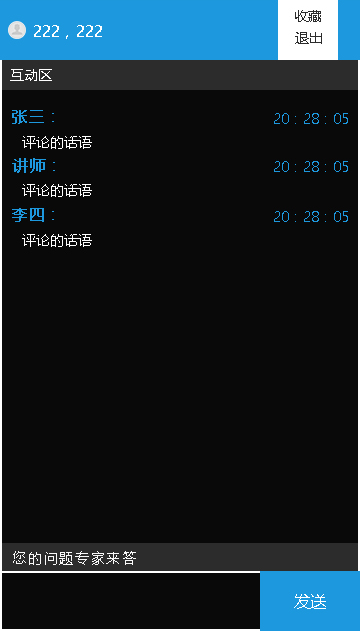 222，222
收藏
退出
互动区
张三： 20：28：05
评论的话语
讲师： 20：28：05
评论的话语
李四： 20：28：05
评论的话语
您的问题专家来答
发送